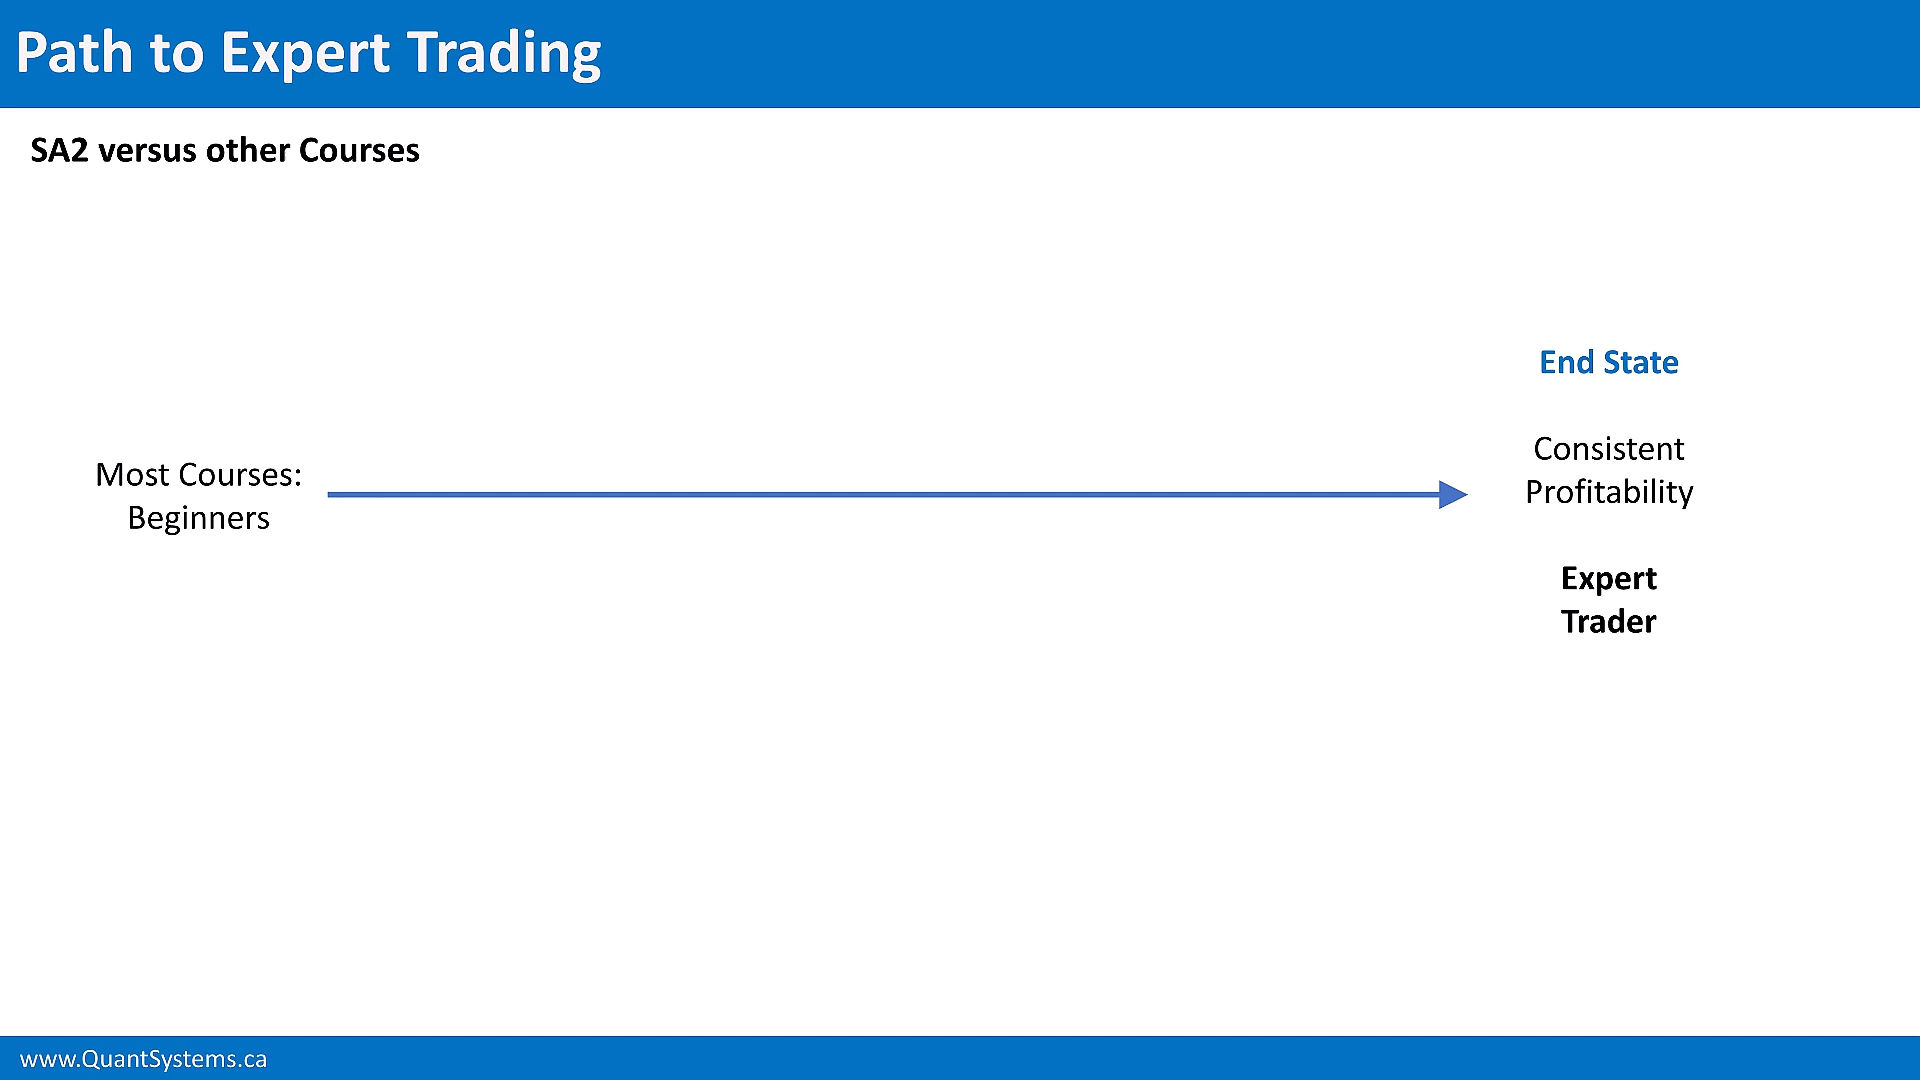 Path to Expert Trading
SA2 versus other Courses
Most Courses:
Beginners
End State
Consistent
Profitability
Expert
Trader
www.QuantSystems.ca